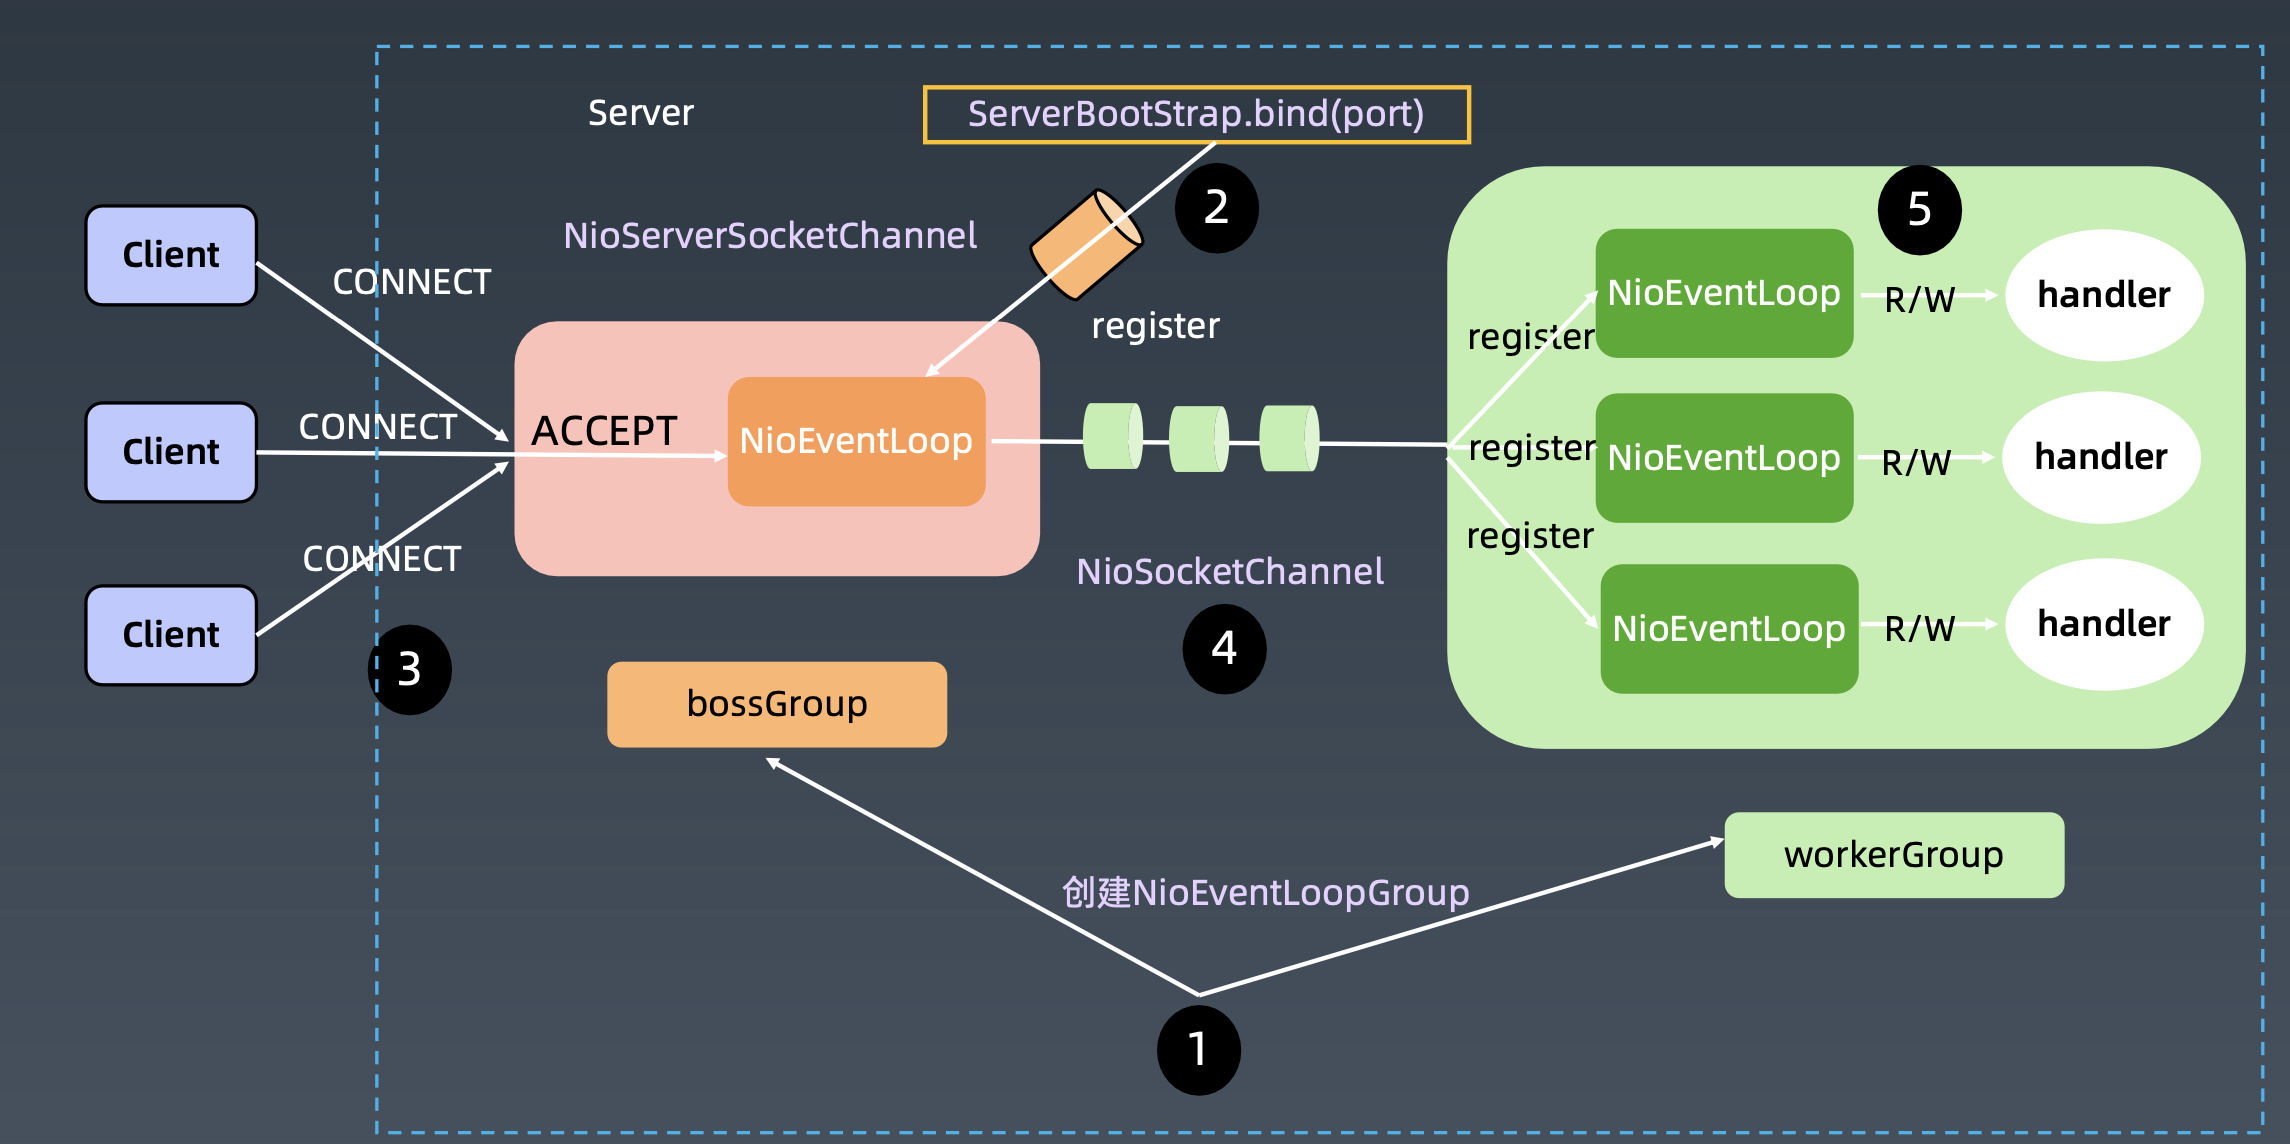 Server
ServerBootStrap.bind(port)
2
NioServerSocketChannel
register
Client
CONNECT
Client
CONNECT
Client
CONNECT
3
ACCEPT
NioEventLoop
bossGroup
NioSocketChannel
4
5
register
NioEventLoop
R/W
handler
register
NioEventLoop
R/W
handler
register
NioEventLoop
R/W
handler
workerGroup
创建NioEventLoopGroup
1